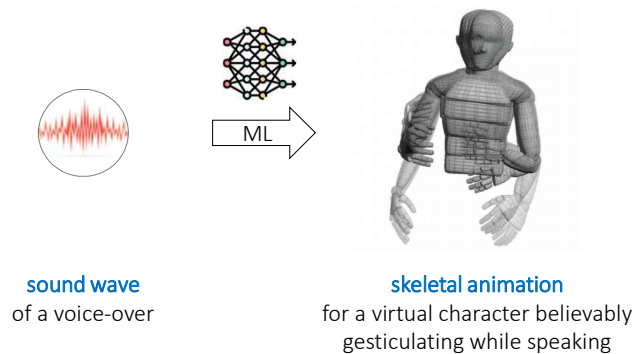 ML
sound wave
of a voice-over
skeletal animation
for a virtual character believably
gesticulating while speaking